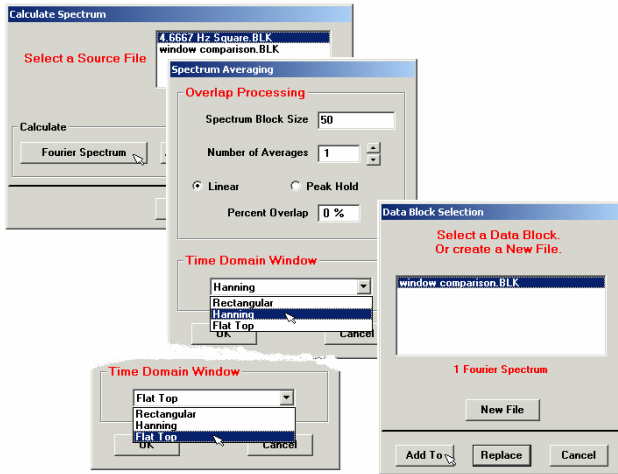 Calculate Spectrum
Select a Source File
4.6667 Hz Square.BLK
window comparison.BLK
Calculate
Fourier Spectrum
Spectrum Averaging
Overlap Processing
Spectrum Block Size 50
Number of Averages 1
Linear Peak Hold
Percent Overlap 0 %
Time Domain Window
Hanning
Rectangular
Hanning
Flat Top
OK Cancel
Time Domain Window
Flat Top
Rectangular
Hanning
Flat Top
OK Cancel
Data Block Selection
Select a Data Block.
Or create a New File.
window comparison.BLK
1 Fourier Spectrum
New File
Add To Replace Cancel